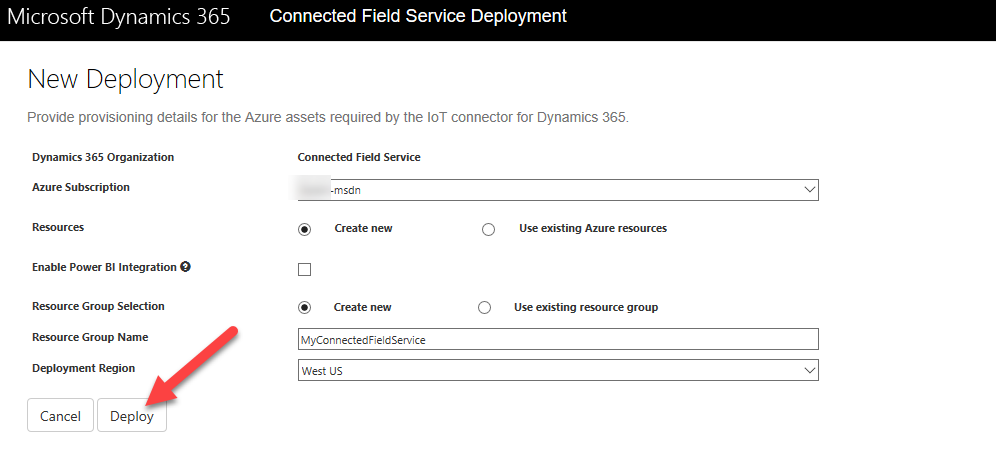 Microsoft Dynamics 365 Connected Field Service Deployment
New Deployment
Provide provisioning details for the Azure assets required by the IoT connector for Dynamics 365.
Dynamics 365 Organization Connected Field Service
Azure Subscription -msdn
Resources Create new Use existing Azure resources
Enable Power BI Integration ?
Resource Group Selection Create new Use existing resource group
Resource Group Name MyConnectedFieldService
Deployment Region West US
Cancel Deploy